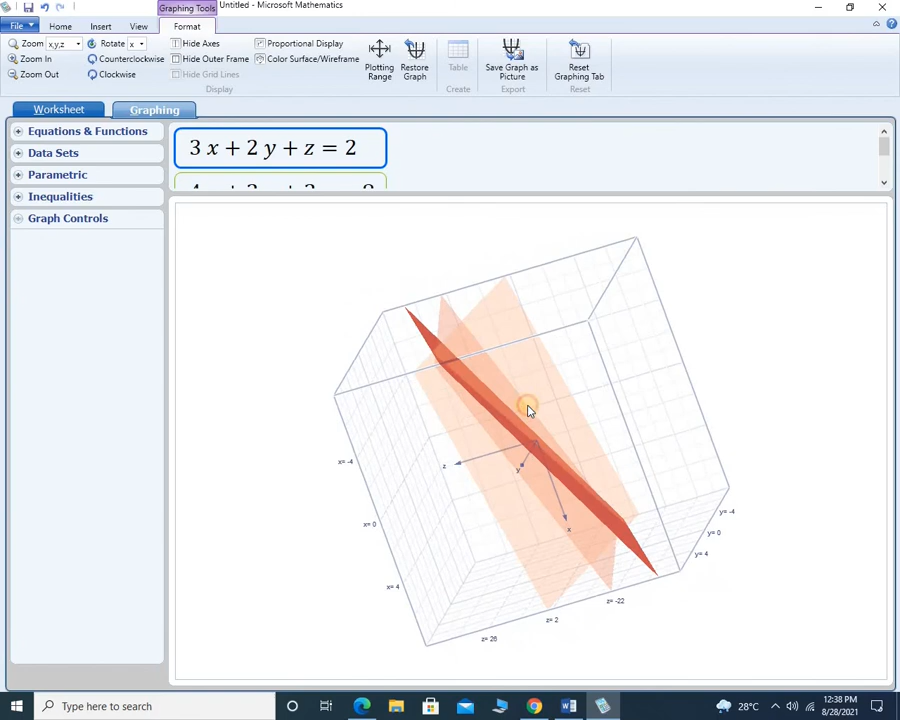 Graphing Tools
Untitled - Microsoft Mathematics
File Home Insert View Format
Zoom x,y,z Rotate x Hide Axes Proportional Display
Zoom In Counterclockwise Hide Outer Frame Color Surface/Wireframe
Zoom Out Clockwise Hide Grid Lines
Plotting Range
Restore Graph
Table
Save Graph as Picture
Reset Graphing Tab
Display Create Export Reset
Worksheet Graphing
Equations & Functions
Data Sets
Parametric
Inequalities
Graph Controls
3 x + 2 y + z = 2
x= -4
z
y
x
y= -4
x= 0
y= 0
y= 4
x= 4
z= -22
z= 2
z= 26
Type here to search
28°C
12:38 PM
8/28/2021